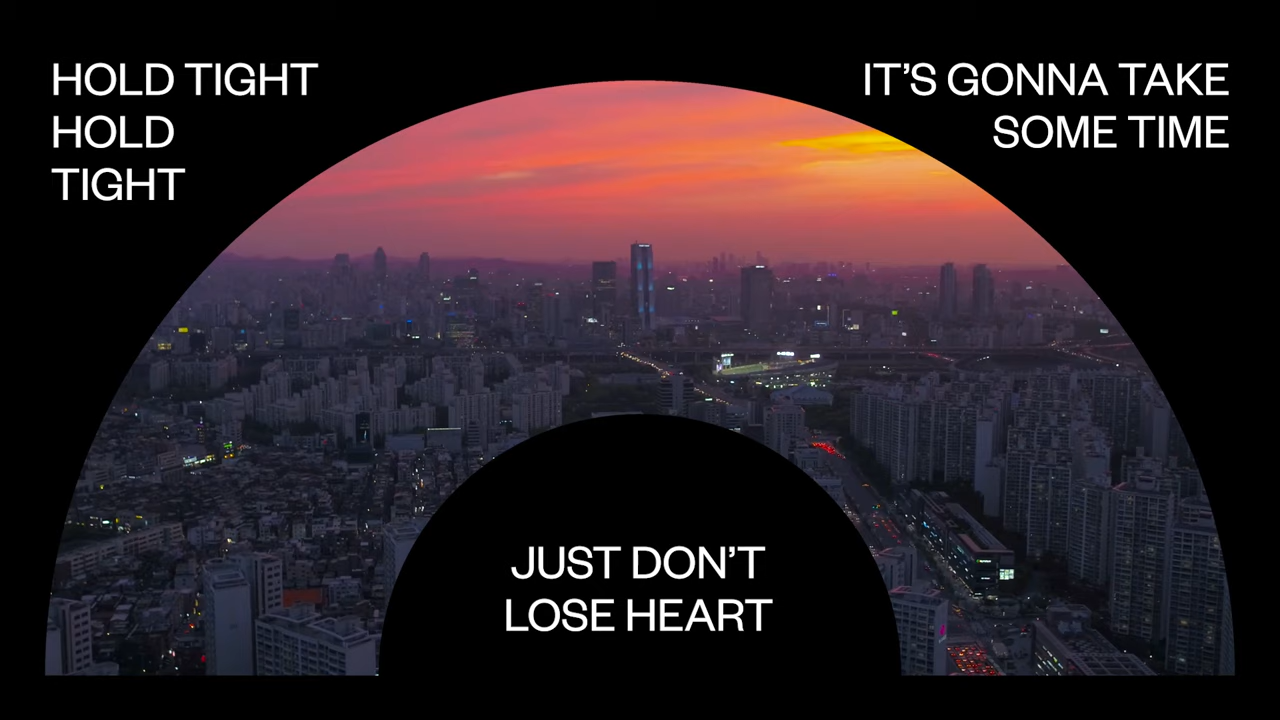 HOLD TIGHT
HOLD
TIGHT
IT’S GONNA TAKE
SOME TIME
JUST DON’T
LOSE HEART